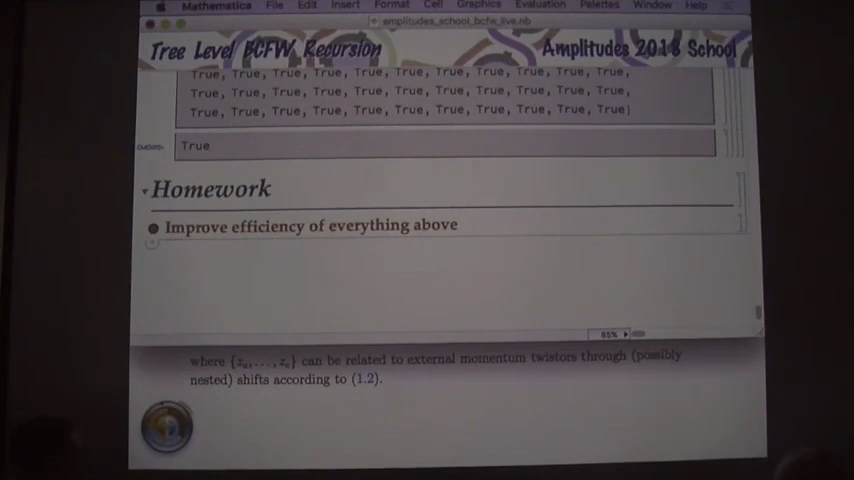 Mathematica File Edit Insert Format Cell Graphics Evaluation Palettes Window Help
amplitudes_school_bcfw_live.nb
Tree Level BCFW Recursion Amplitudes 2018 School
True, True, True, True, True, True, True, True, True, True, True,
True, True, True, True, True, True, True, True, True, True, True,
True, True, True, True, True, True, True, True, True, True, True}
True
Homework
Improve efficiency of everything above
85%
where {z_a, ..., z_c} can be related to external momentum twistors through (possibly
nested) shifts according to (1.2).